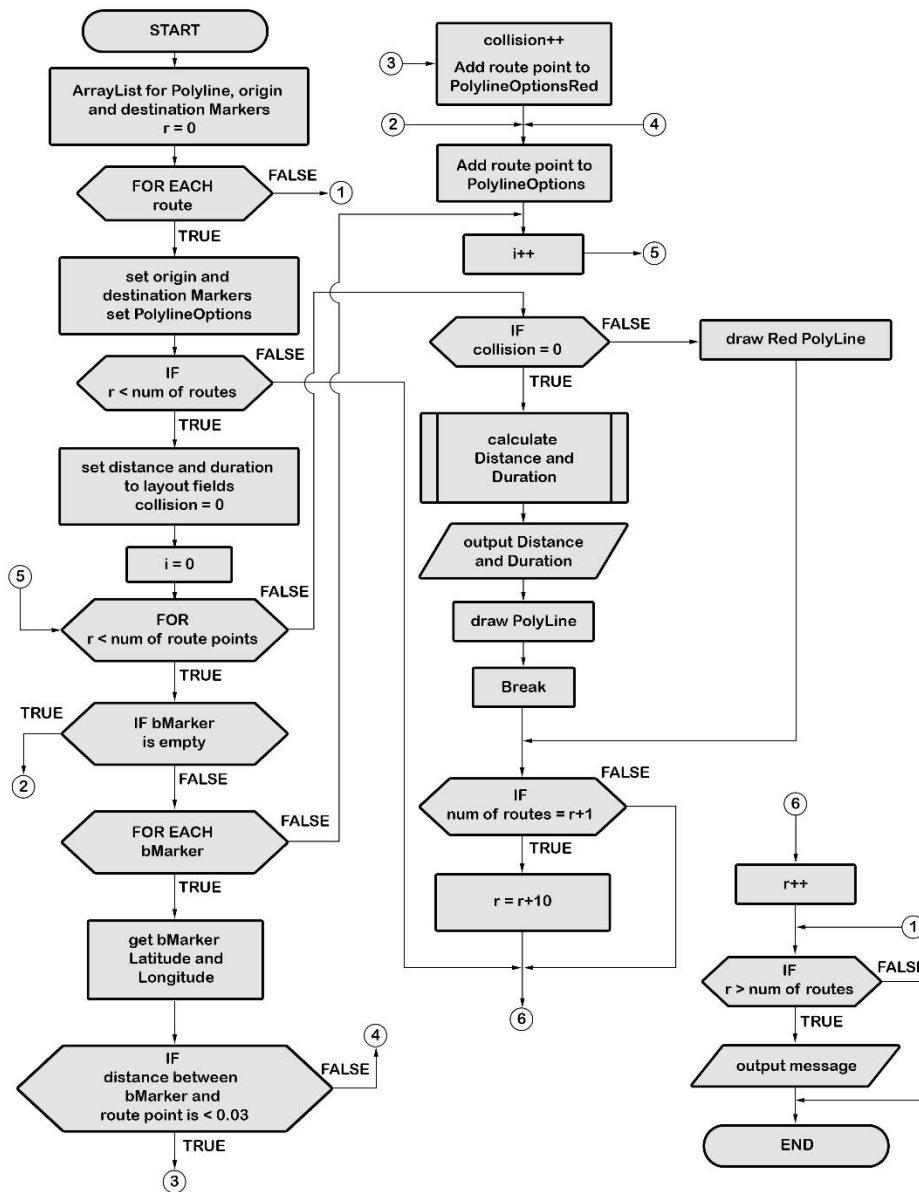 START
ArrayList for Polyline, origin
and destination Markers
r = 0
FOR EACH
route
FALSE
1
TRUE
set origin and
destination Markers
set PolylineOptions
IF
r < num of routes
FALSE
TRUE
set distance and duration
to layout fields
collision = 0
i = 0
5
FOR
r < num of route points
FALSE
TRUE
IF bMarker
is empty
TRUE
2
FALSE
FOR EACH
bMarker
FALSE
TRUE
get bMarker
Latitude and
Longitude
IF
distance between
bMarker and
route point is < 0.03
FALSE
4
TRUE
3
3
collision++
Add route point to
PolylineOptionsRed
2
4
Add route point to
PolylineOptions
i++
5
IF
collision = 0
FALSE
draw Red PolyLine
TRUE
calculate
Distance and
Duration
output Distance
and Duration
draw PolyLine
Break
IF
num of routes = r+1
FALSE
TRUE
r = r+10
6
6
r++
1
IF
r > num of routes
FALSE
TRUE
output message
END